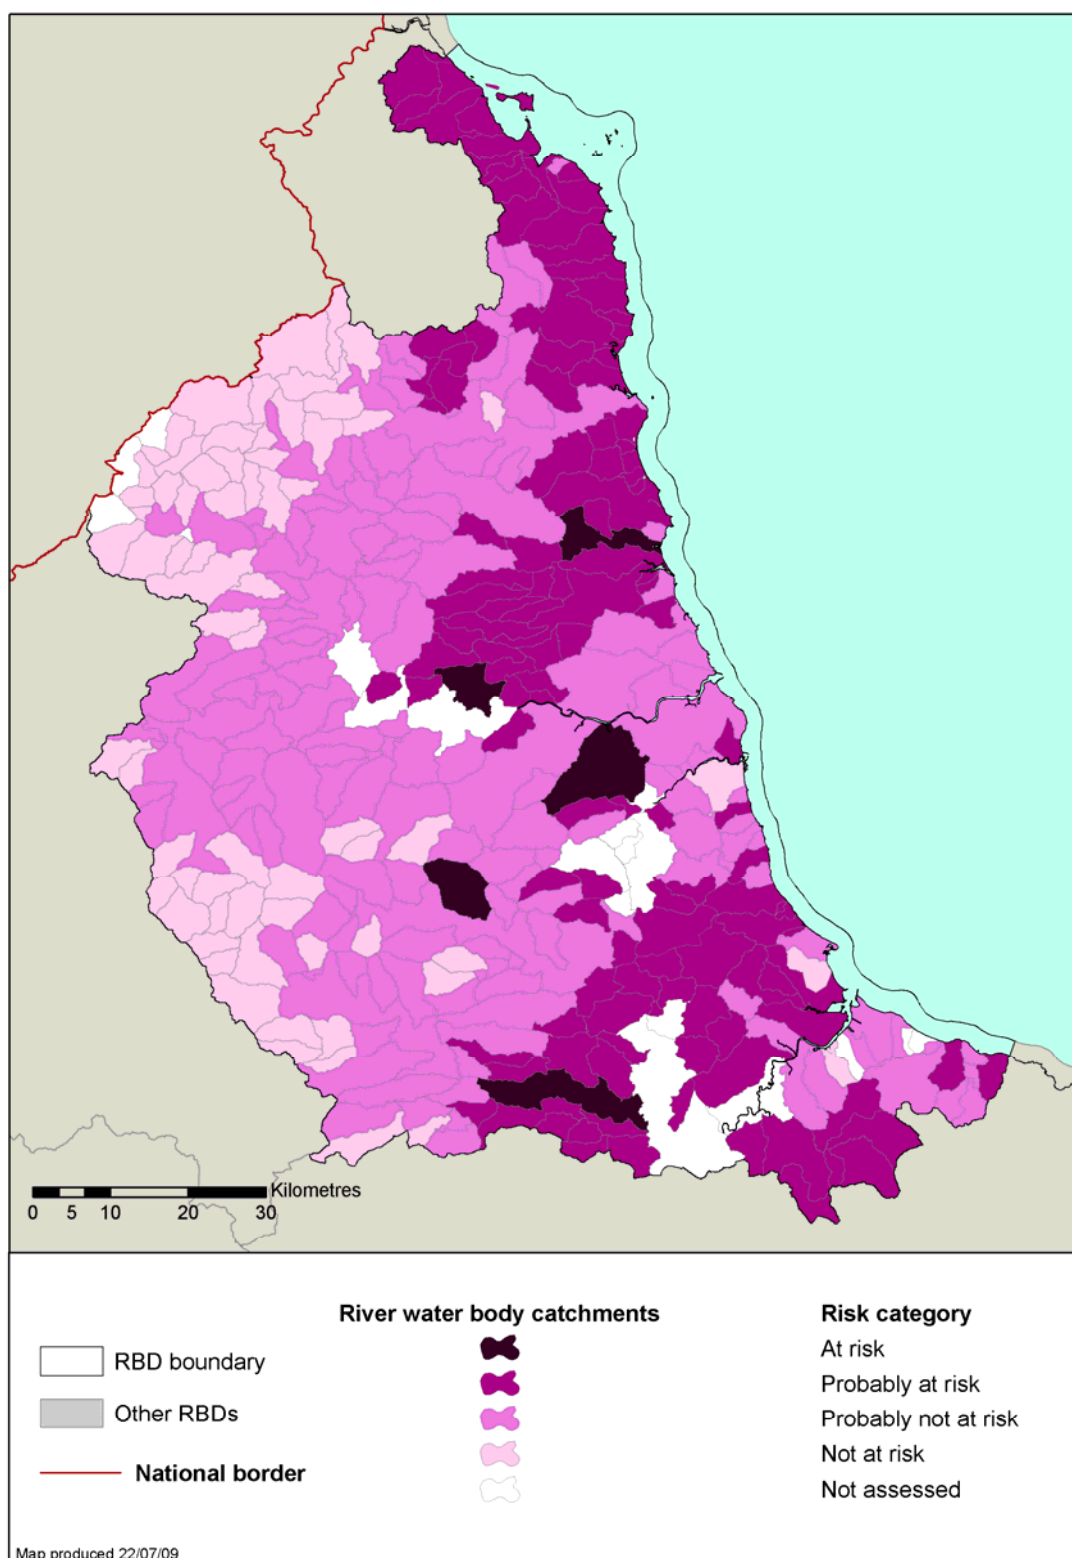 Kilometres
0 5 10 20 30
River water body catchments
Risk category
RBD boundary
At risk
Other RBDs
Probably at risk
National border
Probably not at risk
Not at risk
Not assessed
Map produced 22/07/09